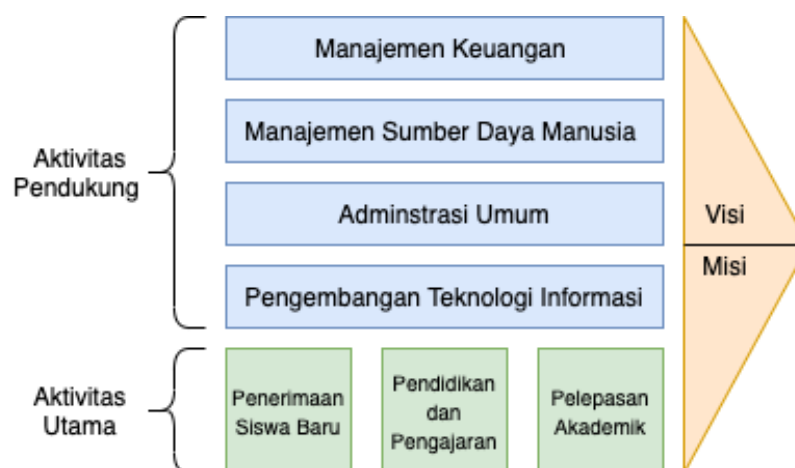 Manajemen Keuangan
Manajemen Sumber Daya Manusia
Aktivitas
Pendukung
Adminstrasi Umum
Visi
Misi
Pengembangan Teknologi Informasi
Aktivitas
Utama
Penerimaan
Siswa Baru
Pendidikan
dan
Pengajaran
Pelepasan
Akademik